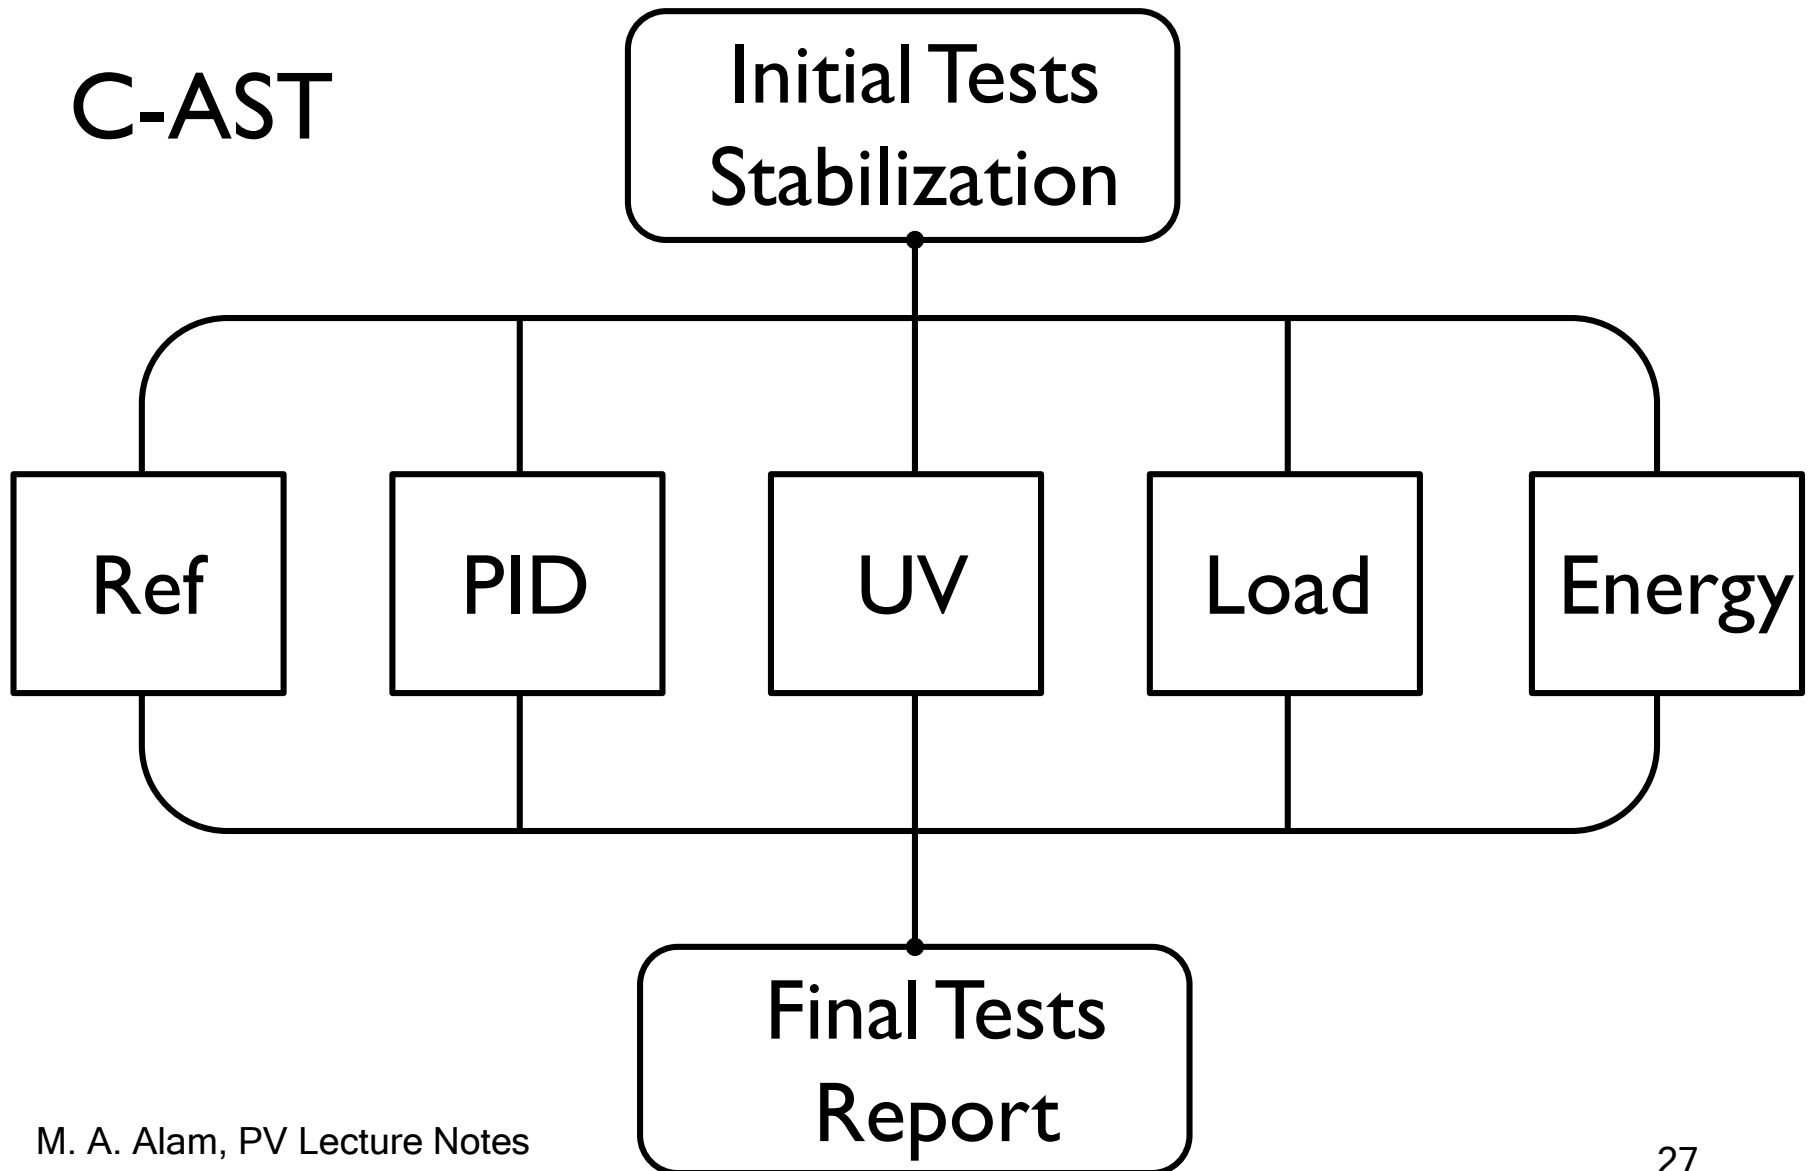 C-AST
Initial Tests
Stabilization
Ref
PID
UV
Load
Energy
Final Tests
Report
M. A. Alam, PV Lecture Notes
27